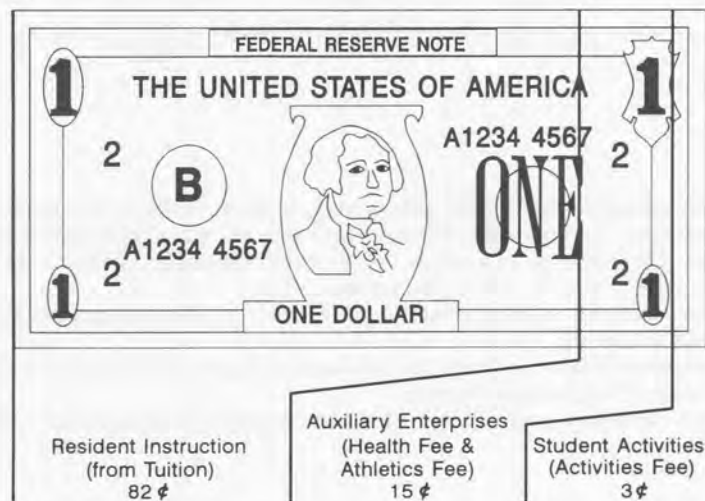 FEDERAL RESERVE NOTE
1
THE UNITED STATES OF AMERICA
1
A1234 4567
2
2
B
ONE
A1234 4567
2
2
1
1
ONE DOLLAR
Resident Instruction
(from Tuition)
82 ¢
Auxiliary Enterprises
(Health Fee &
Athletics Fee)
15 ¢
Student Activities
(Activities Fee)
3 ¢